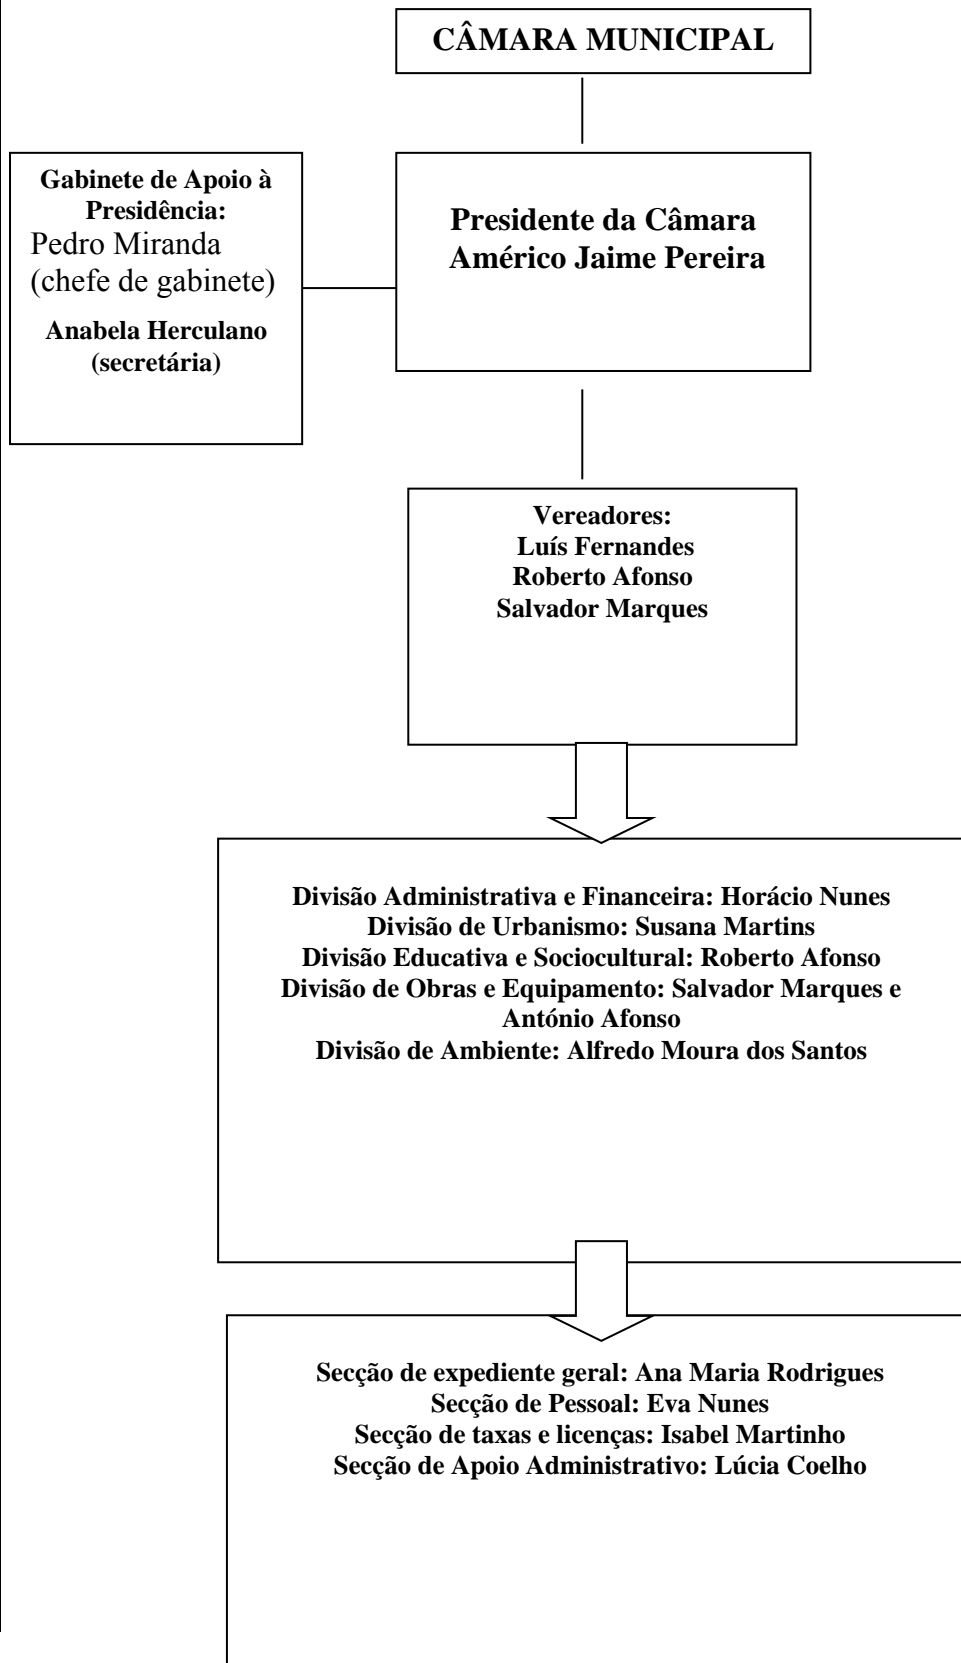 CÂMARA MUNICIPAL
Gabinete de Apoio à
Presidência:
Pedro Miranda
(chefe de gabinete)
Anabela Herculano
(secretária)
Presidente da Câmara
Américo Jaime Pereira
Vereadores:
Luís Fernandes
Roberto Afonso
Salvador Marques
Divisão Administrativa e Financeira: Horácio Nunes
Divisão de Urbanismo: Susana Martins
Divisão Educativa e Sociocultural: Roberto Afonso
Divisão de Obras e Equipamento: Salvador Marques e
António Afonso
Divisão de Ambiente: Alfredo Moura dos Santos
Secção de expediente geral: Ana Maria Rodrigues
Secção de Pessoal: Eva Nunes
Secção de taxas e licenças: Isabel Martinho
Secção de Apoio Administrativo: Lúcia Coelho